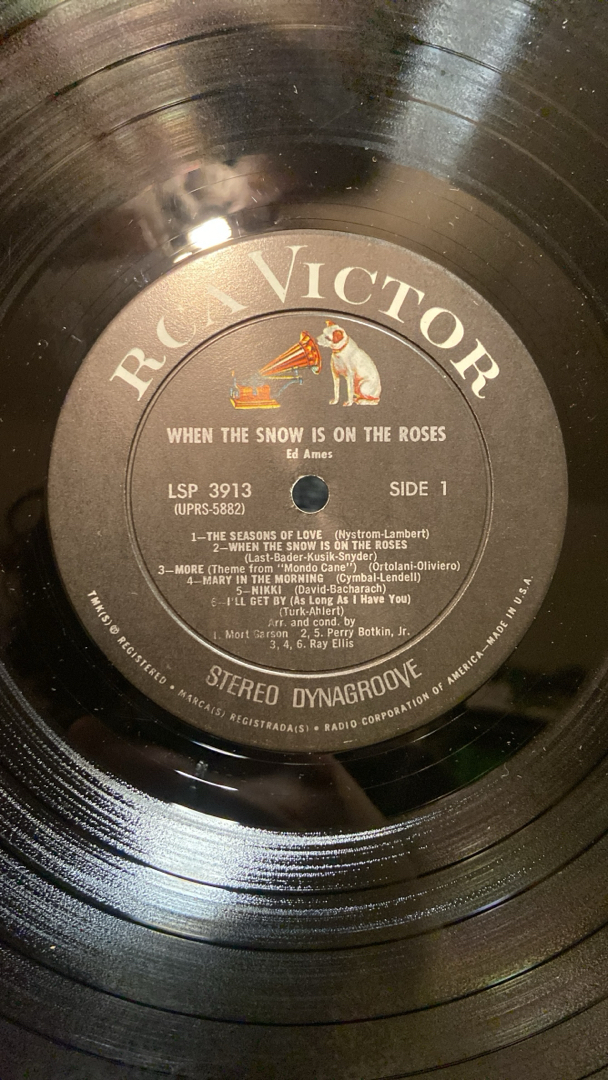 RCA VICTOR
WHEN THE SNOW IS ON THE ROSES
Ed Ames
LSP 3913
(UPRS-5882)
SIDE 1
1—THE SEASONS OF LOVE (Nystrom-Lambert)
2—WHEN THE SNOW IS ON THE ROSES
(Last-Bader-Kusik-Snyder)
3—MORE (Theme from "Mondo Cane") (Ortolani-Oliviero)
4—MARY IN THE MORNING (Cymbal-Lendell)
5—NIKKI (David-Bacharach)
6—I'LL GET BY (As Long As I Have You)
(Turk-Ahlert)
Arr. and cond. by
1. Mort Garson 2, 5. Perry Botkin, Jr.
3, 4, 6. Ray Ellis
STEREO DYNAGROOVE
TMK(S) ® REGISTERED • MARCA(S) REGISTRADA(S) • RADIO CORPORATION OF AMERICA—MADE IN U.S.A.